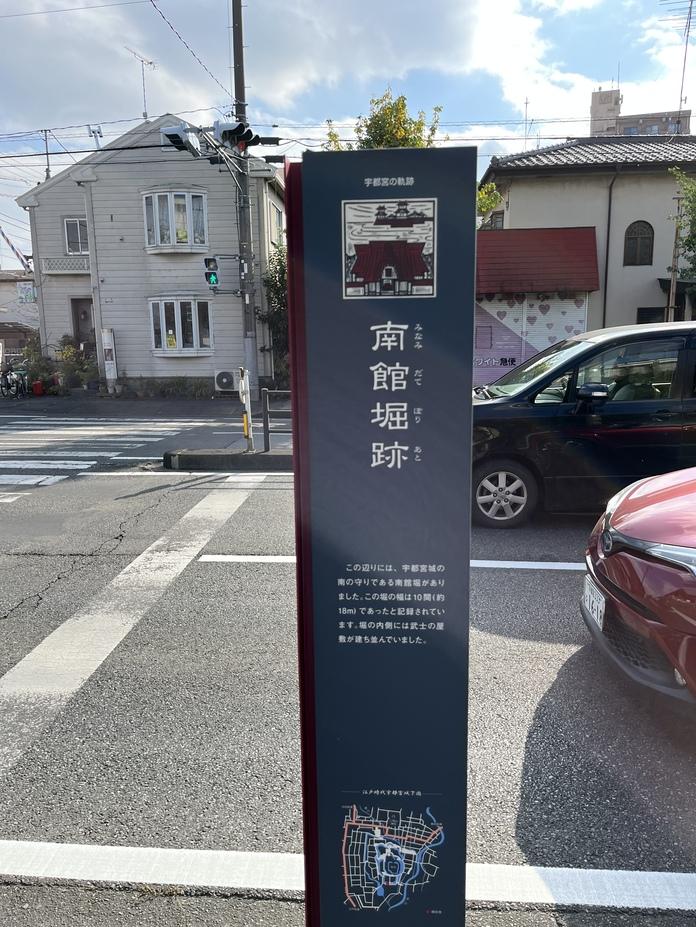 宇都宮の軌跡
南館堀跡
みなみ だて ぼり あと
この辺りには、宇都宮城の
南の守りである南館堀があり
ました。この堀の幅は10間(約
18m)であったと記録されてい
ます。堀の内側には武士の屋
敷が建ち並んでいました。
江戸時代宇都宮城下図
ワイト急便